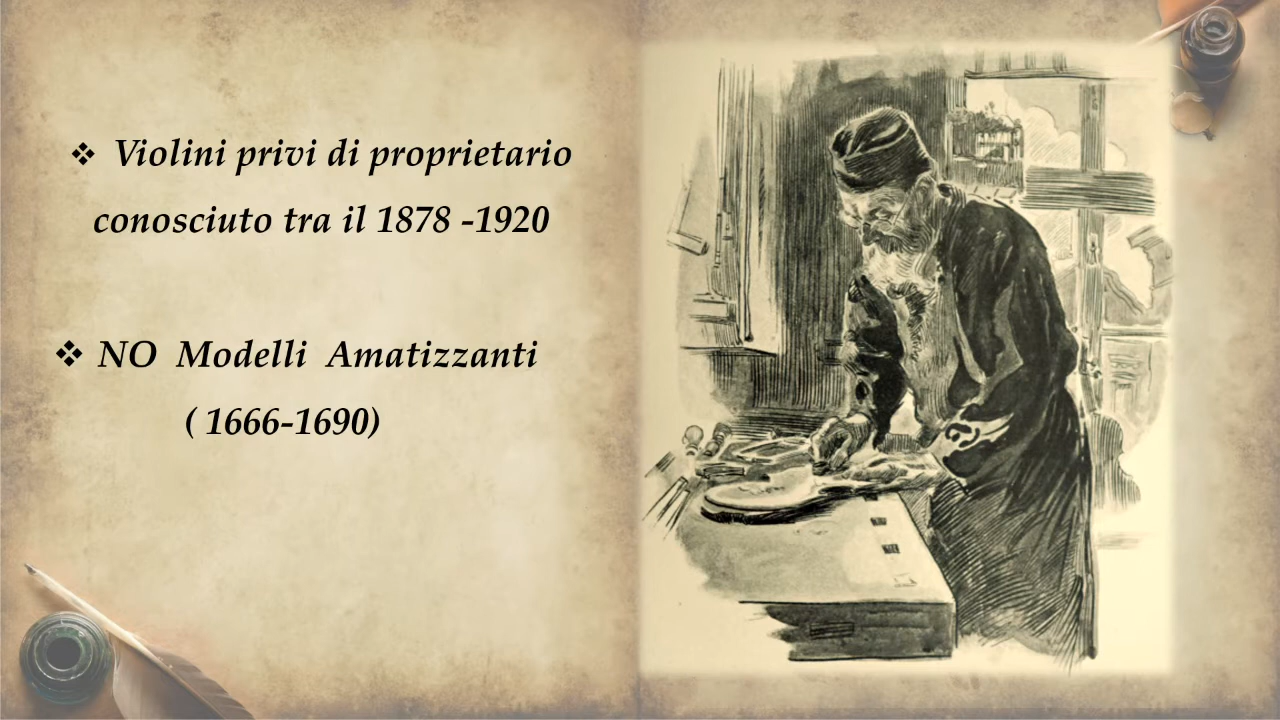 ❖ Violini privi di proprietario
conosciuto tra il 1878 -1920
❖ NO Modelli Amatizzanti
( 1666-1690)